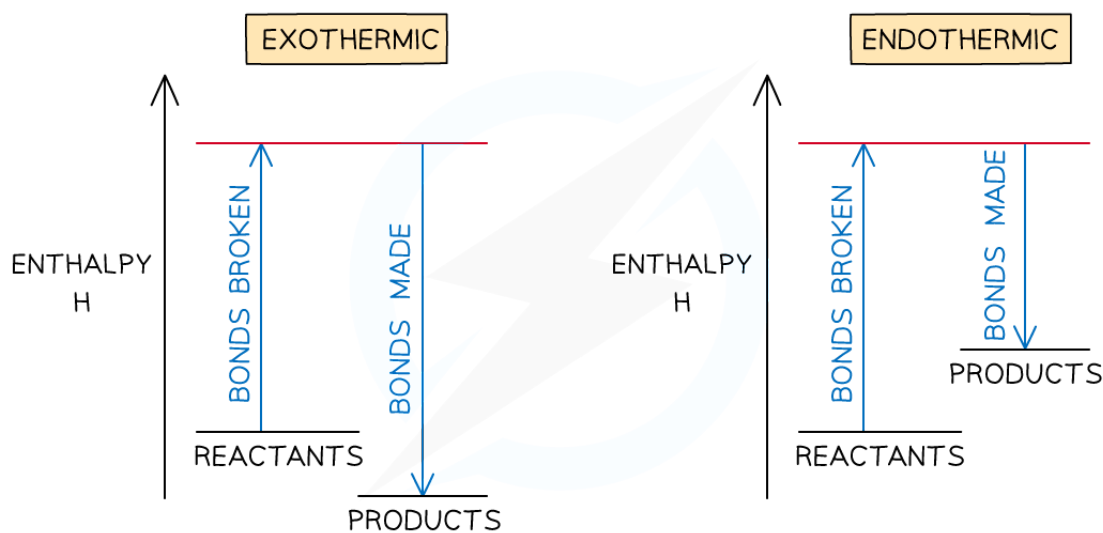 EXOTHERMIC
ENTHALPY
H
BONDS BROKEN
BONDS MADE
REACTANTS
PRODUCTS
ENDOTHERMIC
ENTHALPY
H
BONDS BROKEN
BONDS MADE
PRODUCTS
REACTANTS